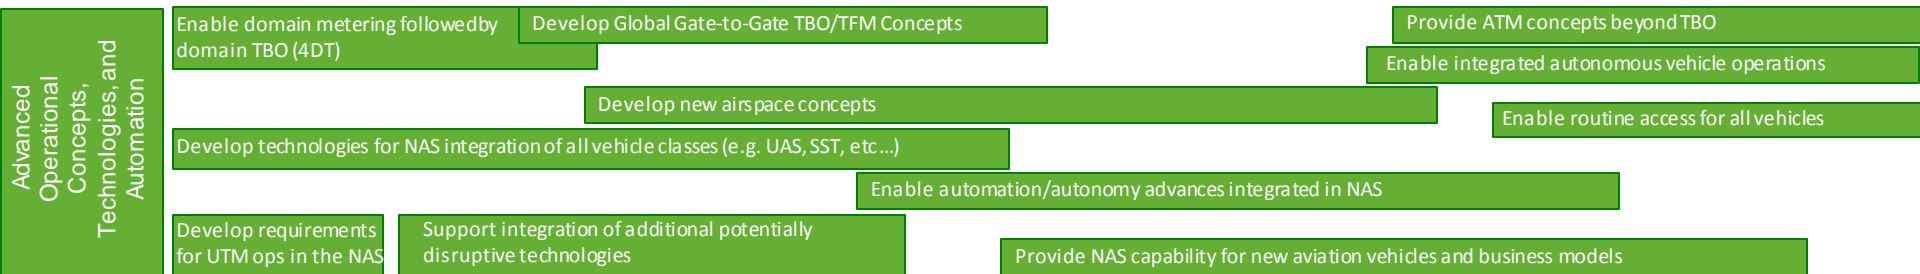 Advanced
Operational
Concepts,
Technologies, and
Automation
Enable domain metering followedby
domain TBO (4DT)
Develop Global Gate-to-Gate TBO/TFM Concepts
Provide ATM concepts beyond TBO
Enable integrated autonomous vehicle operations
Develop new airspace concepts
Enable routine access for all vehicles
Develop technologies for NAS integration of all vehicle classes (e.g. UAS, SST, etc...)
Enable automation/autonomy advances integrated in NAS
Develop requirements
for UTM ops in the NAS
Support integration of additional potentially
disruptive technologies
Provide NAS capability for new aviation vehicles and business models